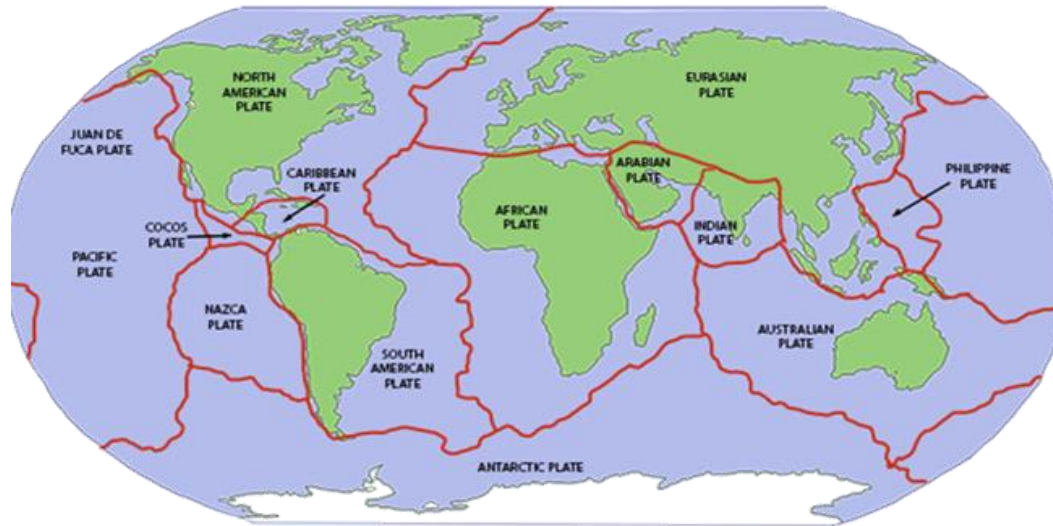 NORTH
AMERICAN
PLATE
EURASIAN
PLATE
JUAN DE
FUCA PLATE
CARIBBEAN
PLATE
ARABIAN
PLATE
PHILIPPINE
PLATE
COCOS
PLATE
AFRICAN
PLATE
INDIAN
PLATE
PACIFIC
PLATE
NAZCA
PLATE
AUSTRALIAN
PLATE
SOUTH
AMERICAN
PLATE
ANTARCTIC PLATE